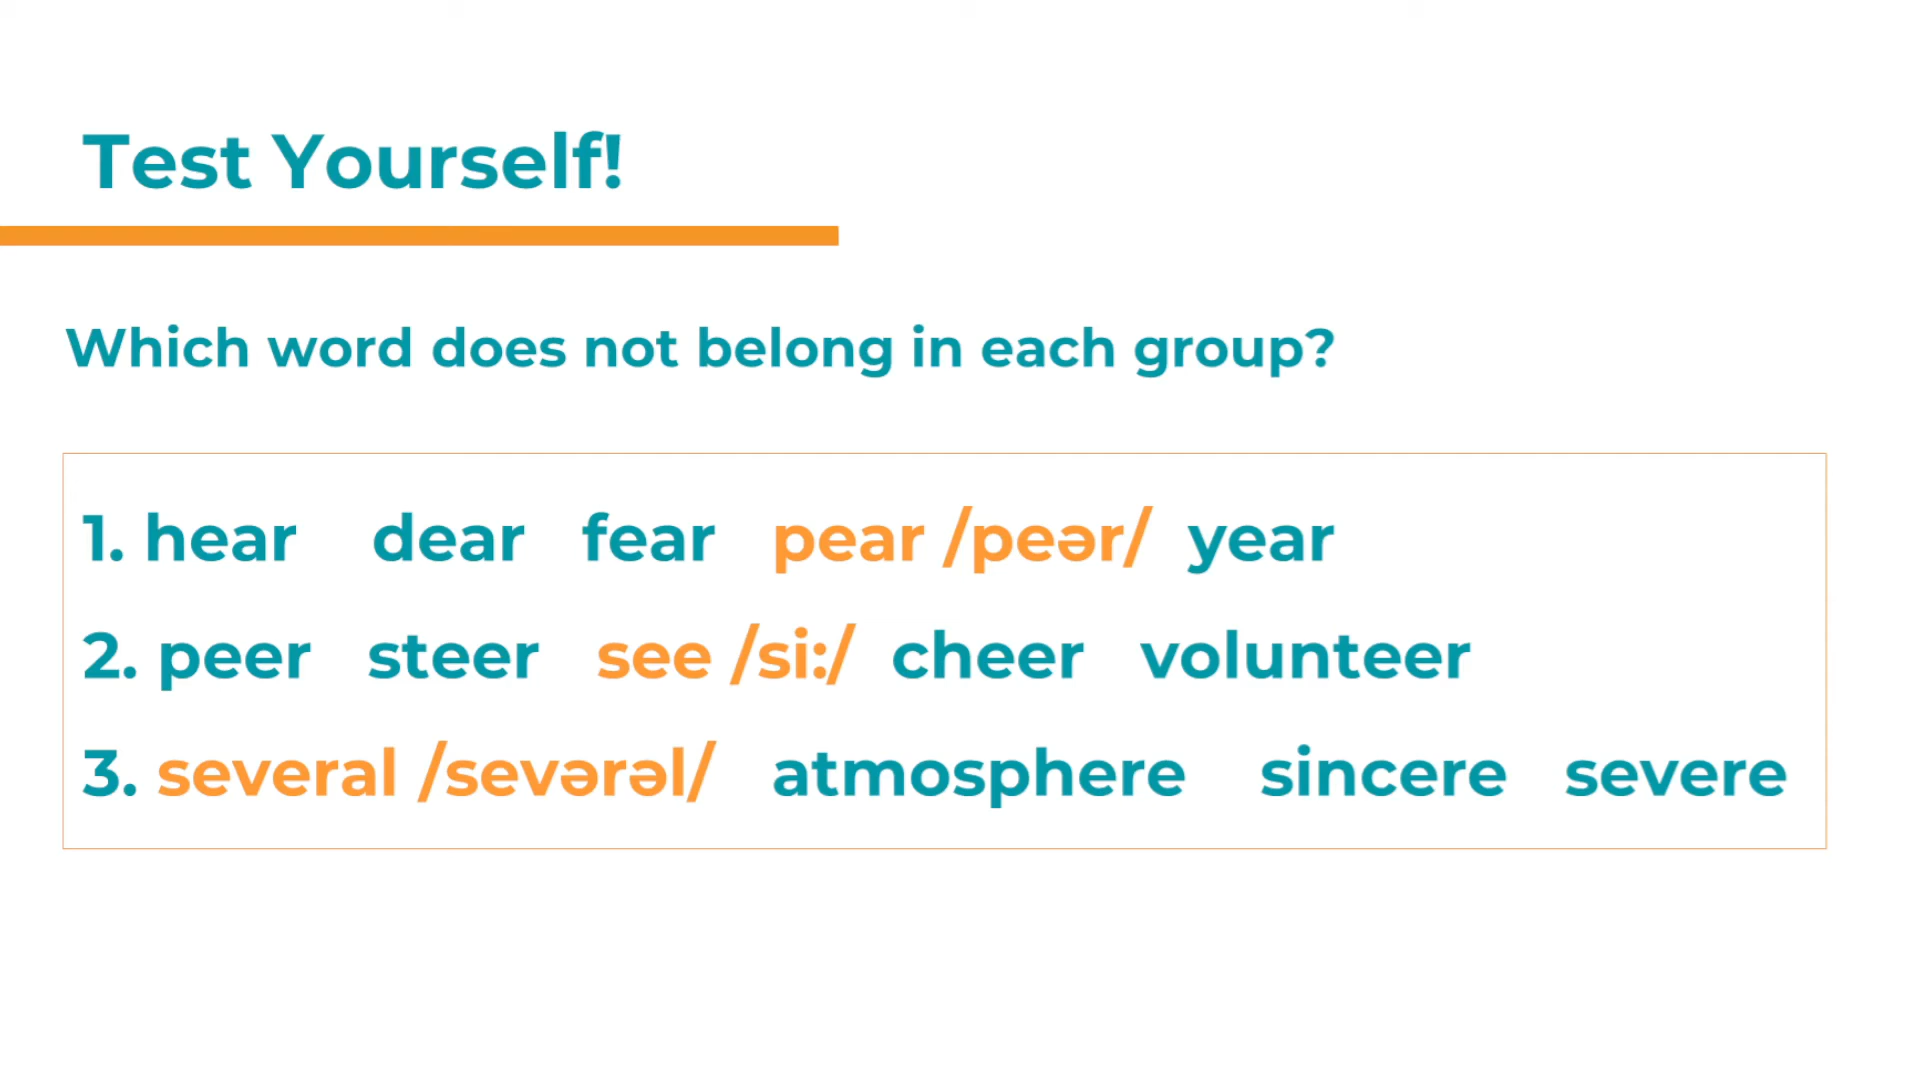 Test Yourself!
Which word does not belong in each group?
1. hear dear fear pear /peər/ year
2. peer steer see /si:/ cheer volunteer
3. several /sevərəl/ atmosphere sincere severe